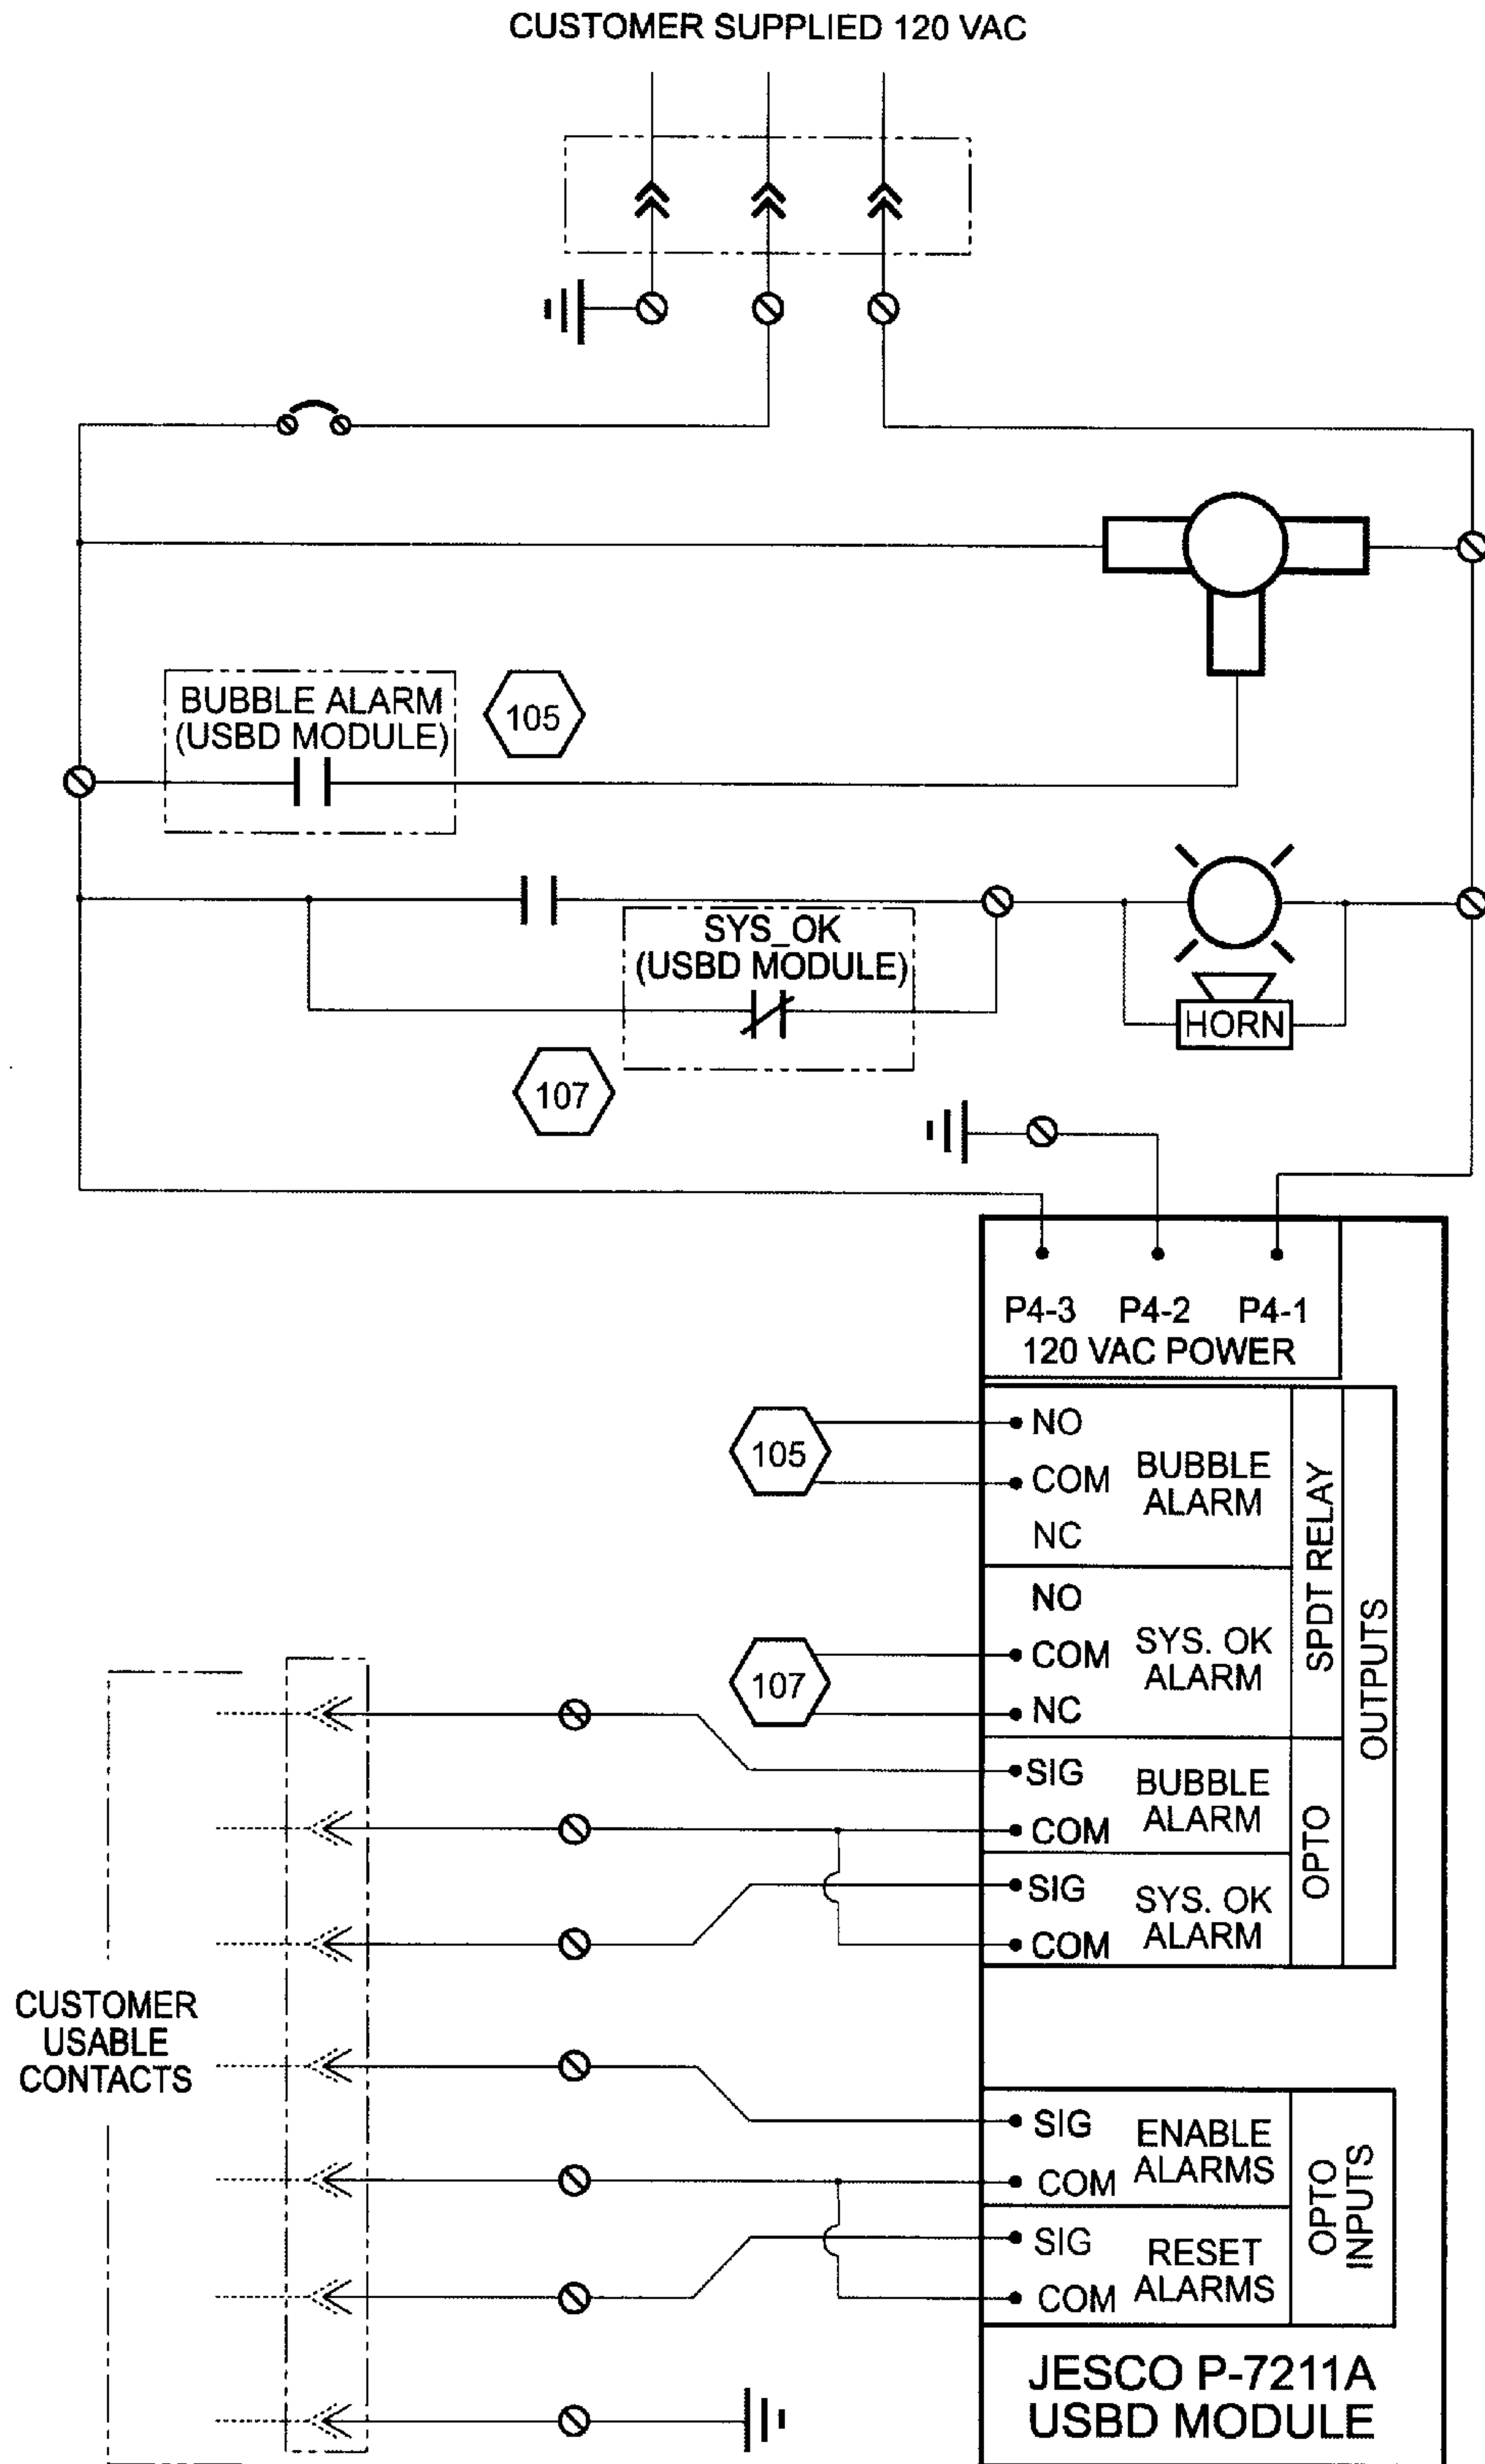 CUSTOMER SUPPLIED 120 VAC
BUBBLE ALARM
(USBD MODULE)
105
SYS_OK
(USBD MODULE)
HORN
107
P4-3 P4-2 P4-1
120 VAC POWER
105
NO
COM
NC
BUBBLE
ALARM
107
NO
COM
NC
SYS. OK
ALARM
SPDT RELAY
SIG
COM
BUBBLE
ALARM
SIG
COM
SYS. OK
ALARM
OPTO
OUTPUTS
CUSTOMER
USABLE
CONTACTS
SIG
COM
ENABLE
ALARMS
SIG
COM
RESET
ALARMS
OPTO
INPUTS
JESCO P-7211A
USBD MODULE